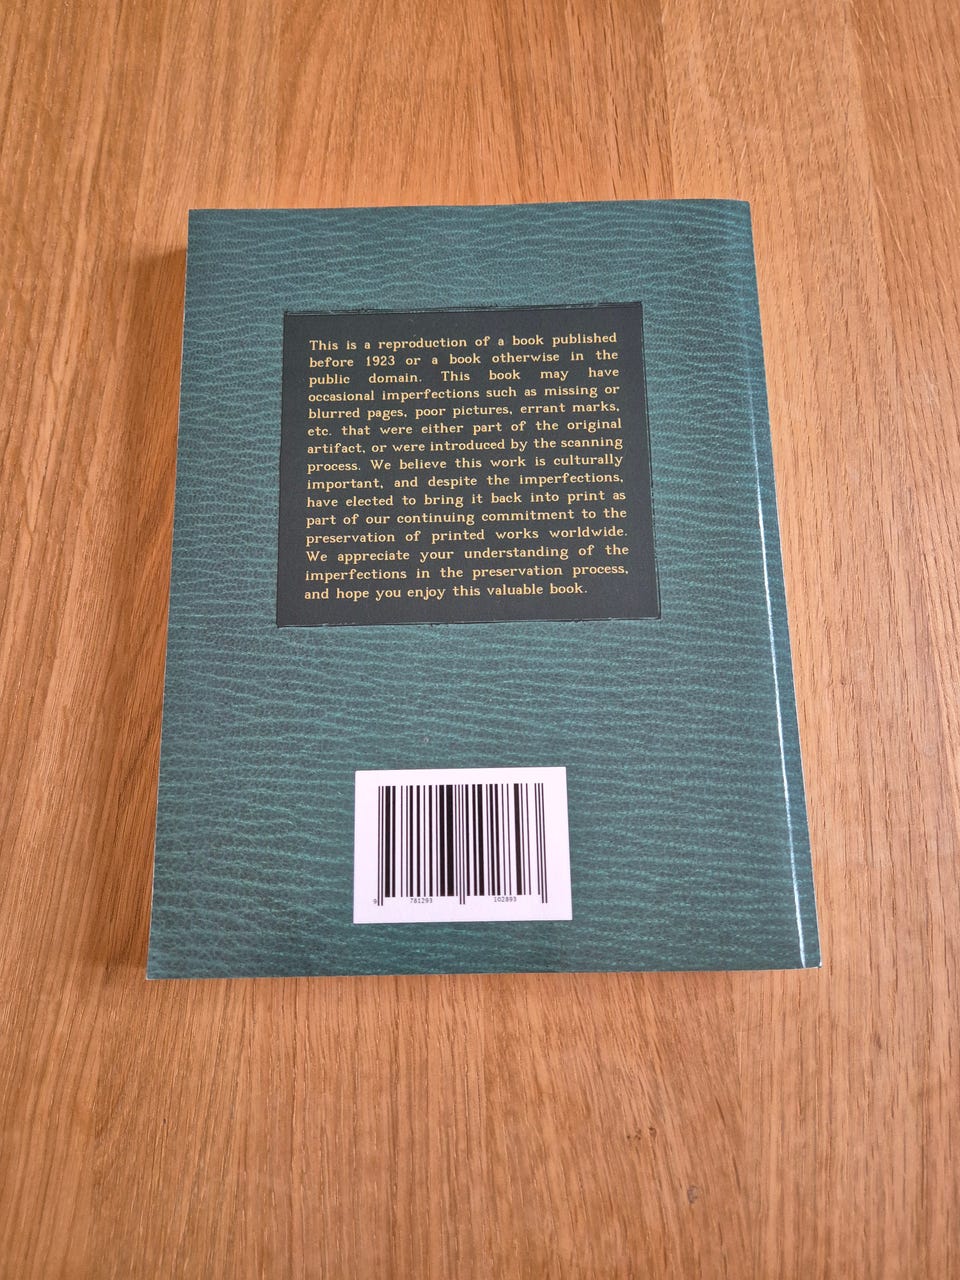 This is a reproduction of a book published
before 1923 or a book otherwise in the
public domain. This book may have
occasional imperfections such as missing or
blurred pages, poor pictures, errant marks,
etc. that were either part of the original
artifact, or were introduced by the scanning
process. We believe this work is culturally
important, and despite the imperfections,
have elected to bring it back into print as
part of our continuing commitment to the
preservation of printed works worldwide.
We appreciate your understanding of the
imperfections in the preservation process,
and hope you enjoy this valuable book.
9 781293 102893